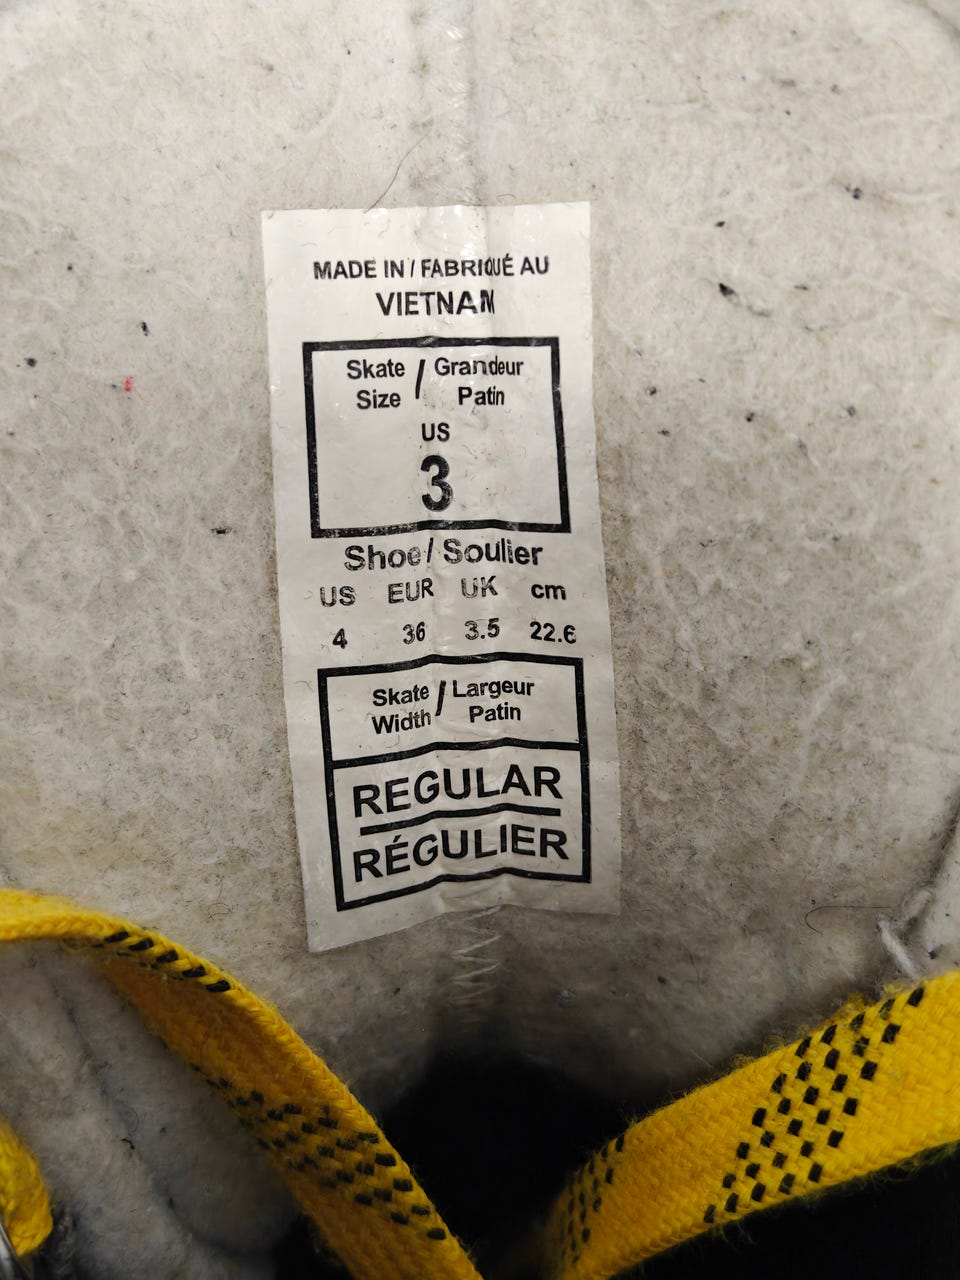 MADE IN / FABRIQUÉ AU
VIETNAM
Skate / Grandeur
Size Patin
US
3
Shoe / Soulier
US EUR UK cm
4 36 3.5 22.6
Skate / Largeur
Width Patin
REGULAR
RÉGULIER